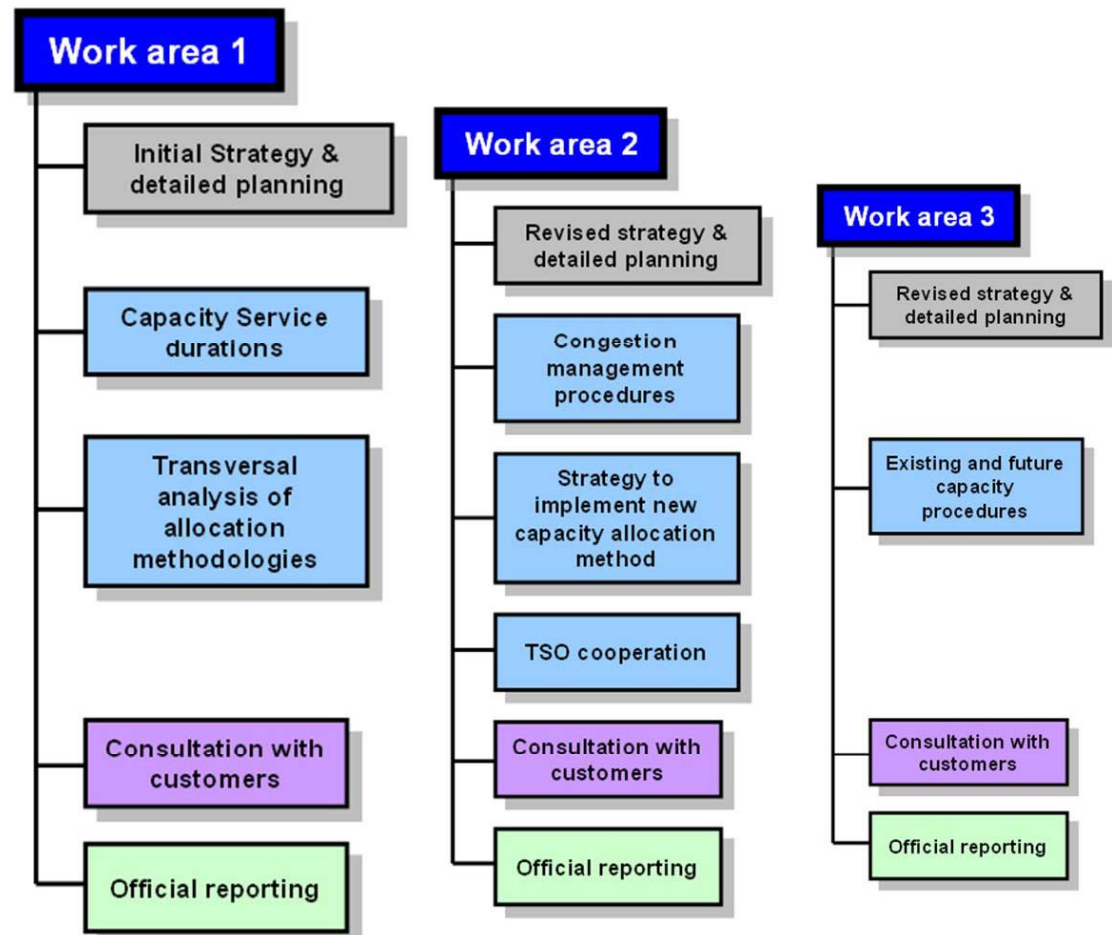 Work area 1
Initial Strategy &
detailed planning
Capacity Service
durations
Transversal
analysis of
allocation
methodologies
Consultation with
customers
Official reporting
Work area 2
Revised strategy &
detailed planning
Congestion
management
procedures
Strategy to
implement new
capacity allocation
method
TSO cooperation
Consultation with
customers
Official reporting
Work area 3
Revised strategy &
detailed planning
Existing and future
capacity
procedures
Consultation with
customers
Official reporting